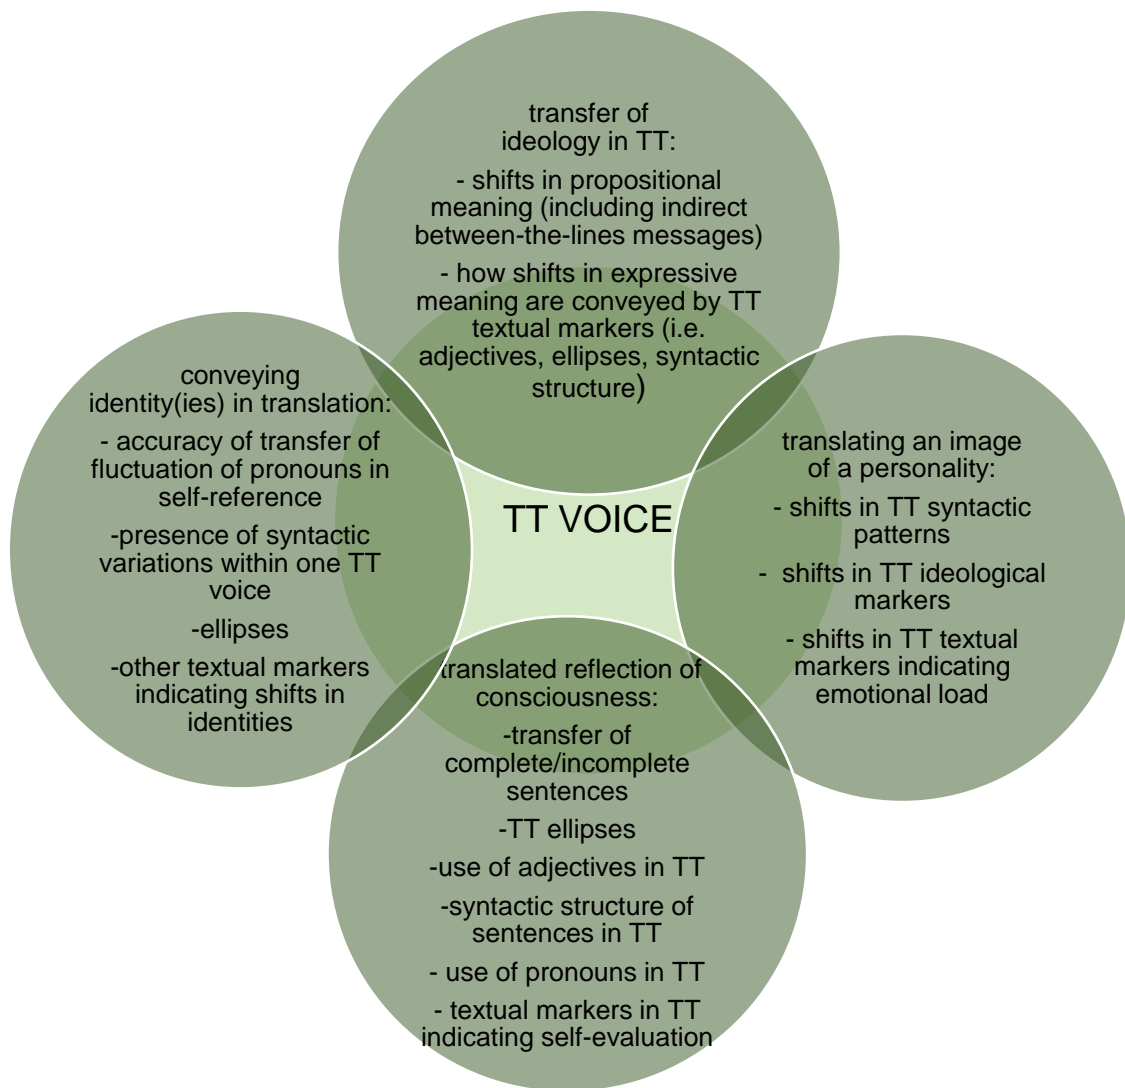 transfer of
ideology in TT:
- shifts in propositional
meaning (including indirect
between-the-lines messages)
- how shifts in expressive
meaning are conveyed by TT
textual markers (i.e.
adjectives, ellipses, syntactic
structure)
conveying
identity(ies) in translation:
- accuracy of transfer of
fluctuation of pronouns in
self-reference
-presence of syntactic
variations within one TT
voice
-ellipses
-other textual markers
indicating shifts in
identities
TT VOICE
translating an image
of a personality:
- shifts in TT syntactic
patterns
- shifts in TT ideological
markers
- shifts in TT textual
markers indicating
emotional load
translated reflection of
consciousness:
-transfer of
complete/incomplete
sentences
-TT ellipses
-use of adjectives in TT
-syntactic structure of
sentences in TT
- use of pronouns in TT
- textual markers in TT
indicating self-evaluation